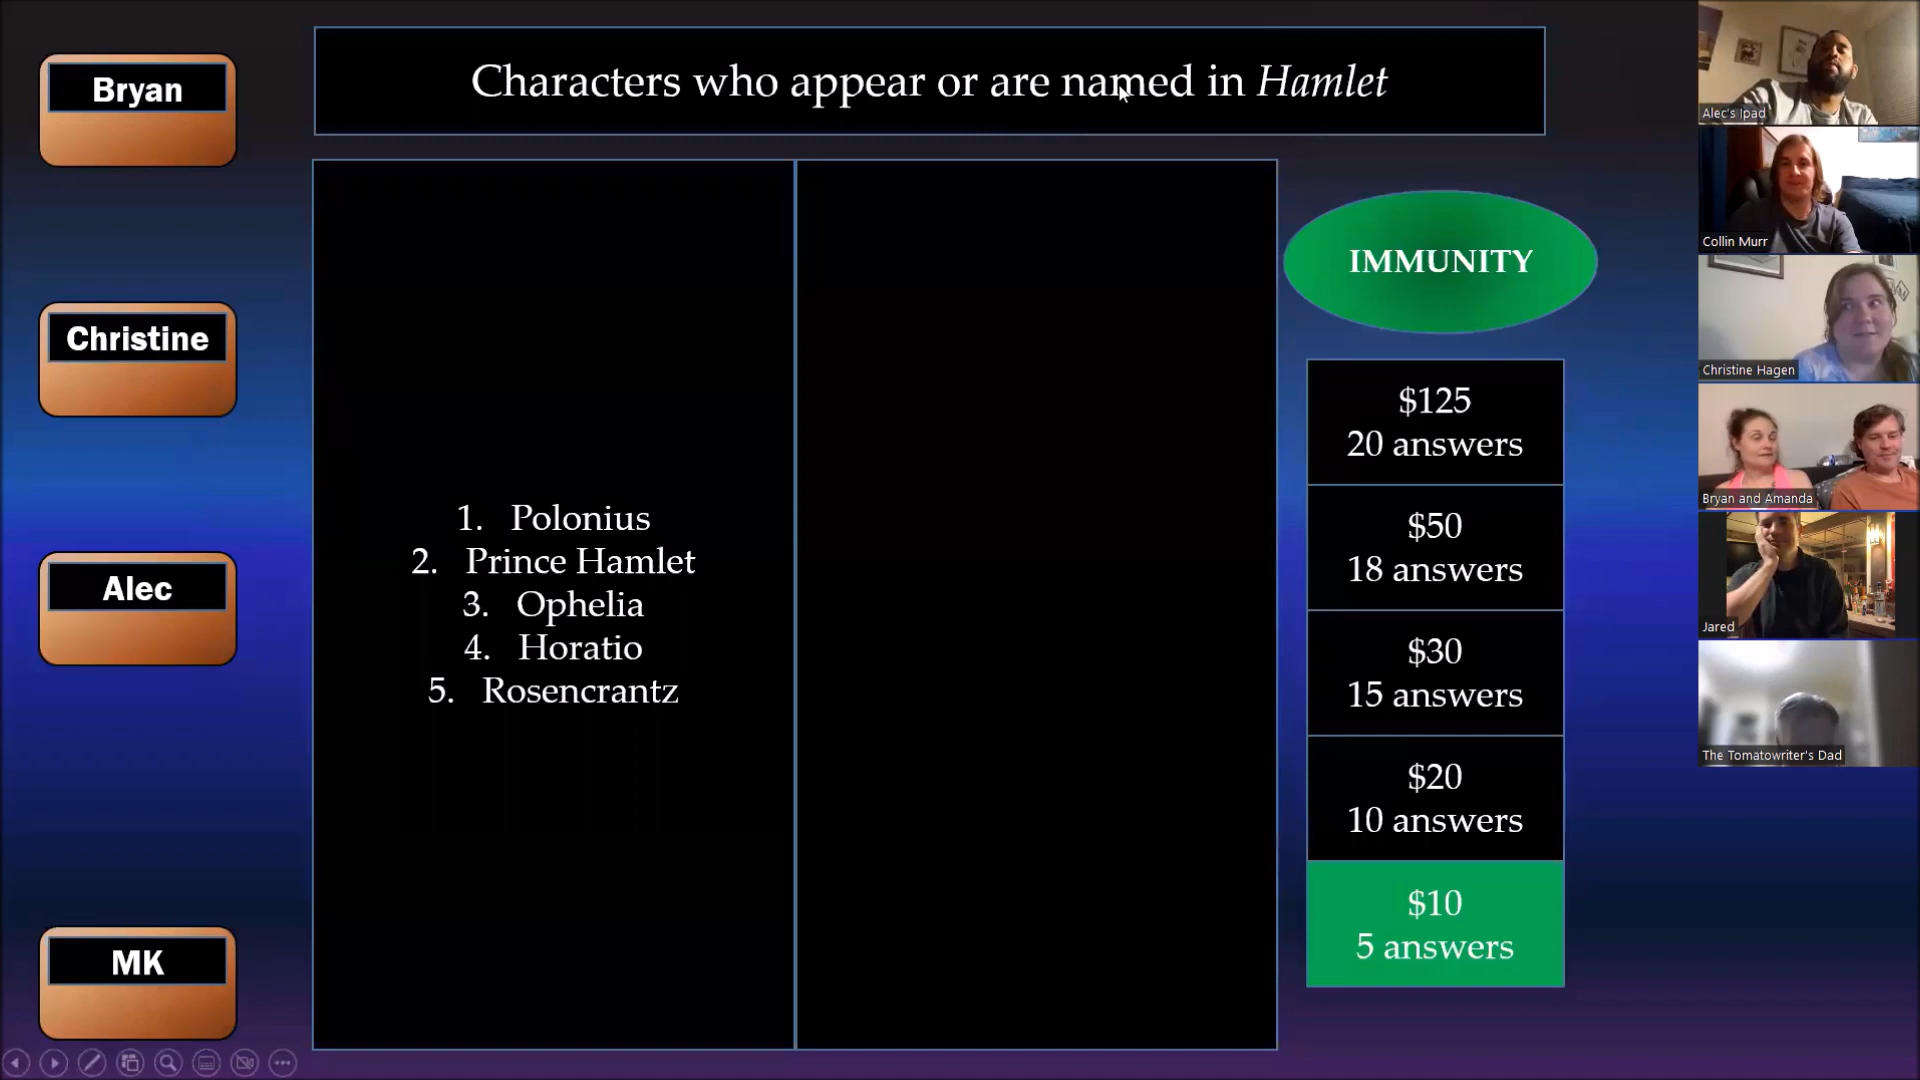 Characters who appear or are named in Hamlet
Bryan
Christine
Alec
MK
1. Polonius
2. Prince Hamlet
3. Ophelia
4. Horatio
5. Rosencrantz
IMMUNITY
$125
20 answers
$50
18 answers
$30
15 answers
$20
10 answers
$10
5 answers
Alec's Ipad
Collin Murr
Christine Hagen
Bryan and Amanda
Jared
The Tomatowriter's Dad